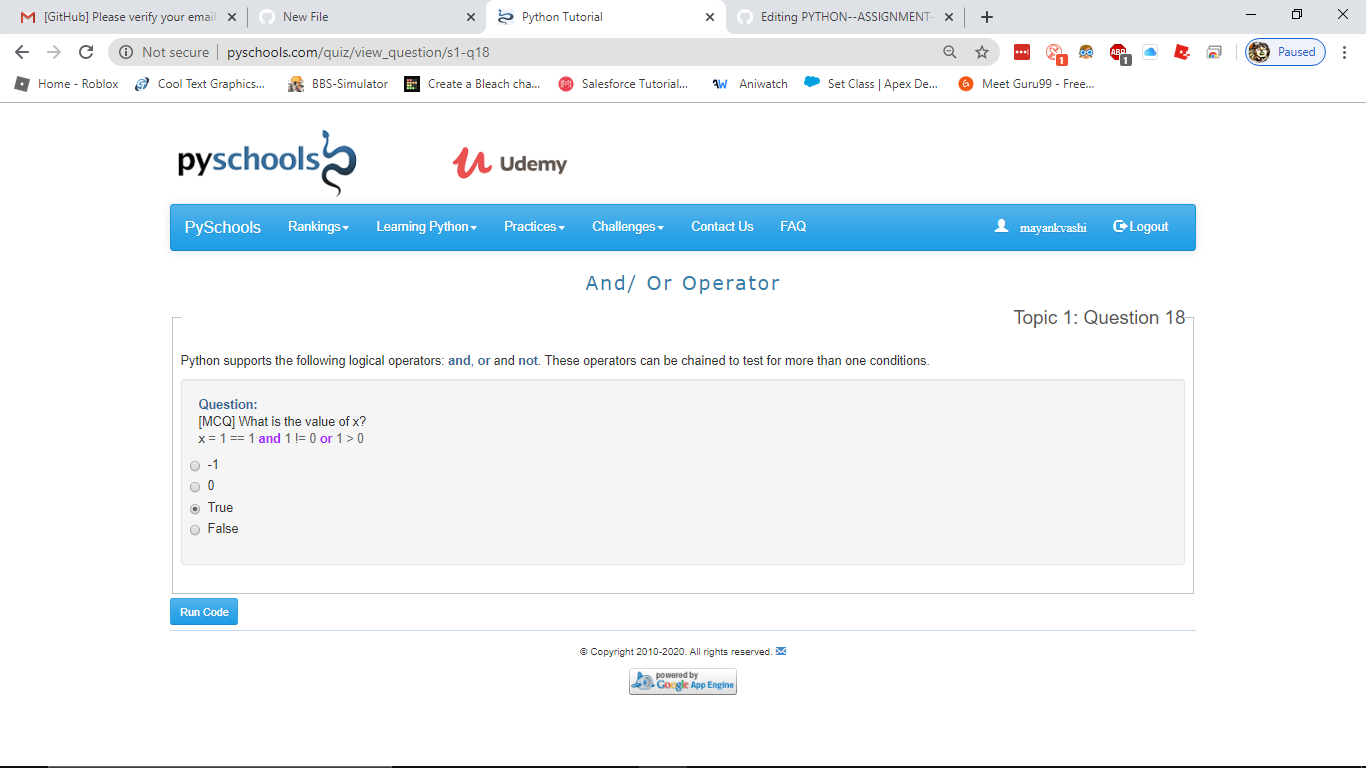 [GitHub] Please verify your email
New File
Python Tutorial
Editing PYTHON--ASSIGNMENT-
Not secure | pyschools.com/quiz/view_question/s1-q18
1
ABP
1
Paused
Home - Roblox
Cool Text Graphics...
BBS-Simulator
Create a Bleach cha...
Salesforce Tutorial...
Aniwatch
Set Class | Apex De...
Meet Guru99 - Free...
pyschools
Udemy
PySchools
Rankings
Learning Python
Practices
Challenges
Contact Us
FAQ
mayankvashi
Logout
And/ Or Operator
Topic 1: Question 18
Python supports the following logical operators: and, or and not. These operators can be chained to test for more than one conditions.
Question:
[MCQ] What is the value of x?
x = 1 == 1 and 1 != 0 or 1 > 0
-1
0
True
False
Run Code
© Copyright 2010-2020. All rights reserved.
powered by
Google App Engine